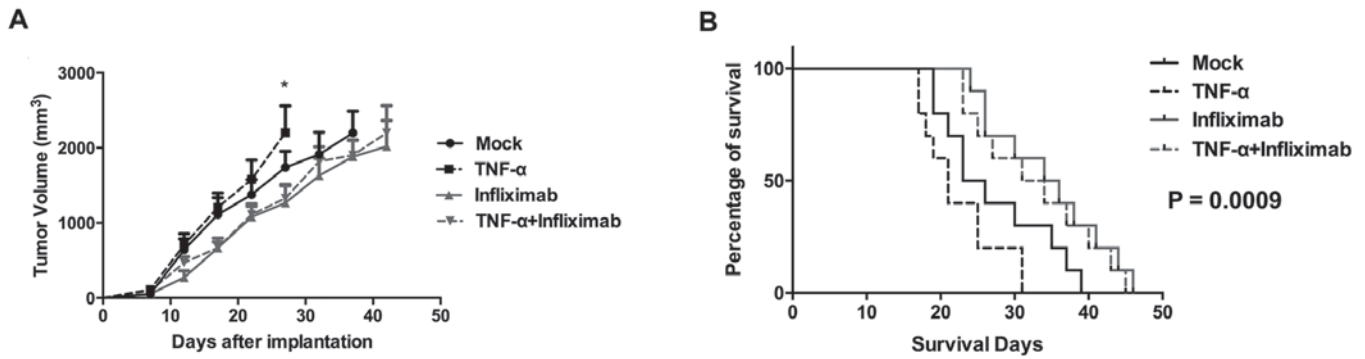 A
Tumor Volume (mm³)
3000
2000
1000
0
0 10 20 30 40 50
Days after implantation
*
Mock
TNF-α
Infliximab
TNF-α+Infliximab
B
Percentage of survival
100
50
0
0 10 20 30 40 50
Survival Days
Mock
TNF-α
Infliximab
TNF-α+Infliximab
P = 0.0009